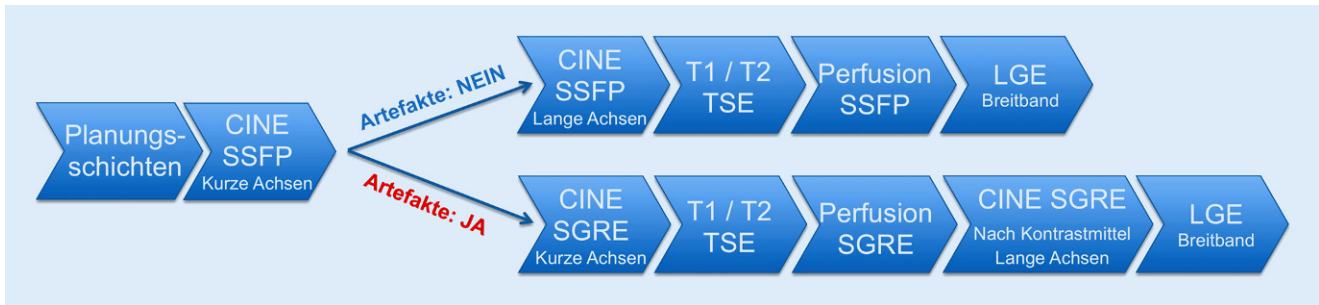 Planungs-
schichten
CINE
SSFP
Kurze Achsen
Artefakte: NEIN
CINE
SSFP
Lange Achsen
T1 / T2
TSE
Perfusion
SSFP
LGE
Breitband
Artefakte: JA
CINE
SGRE
Kurze Achsen
T1 / T2
TSE
Perfusion
SGRE
CINE SGRE
Nach Kontrastmittel
Lange Achsen
LGE
Breitband